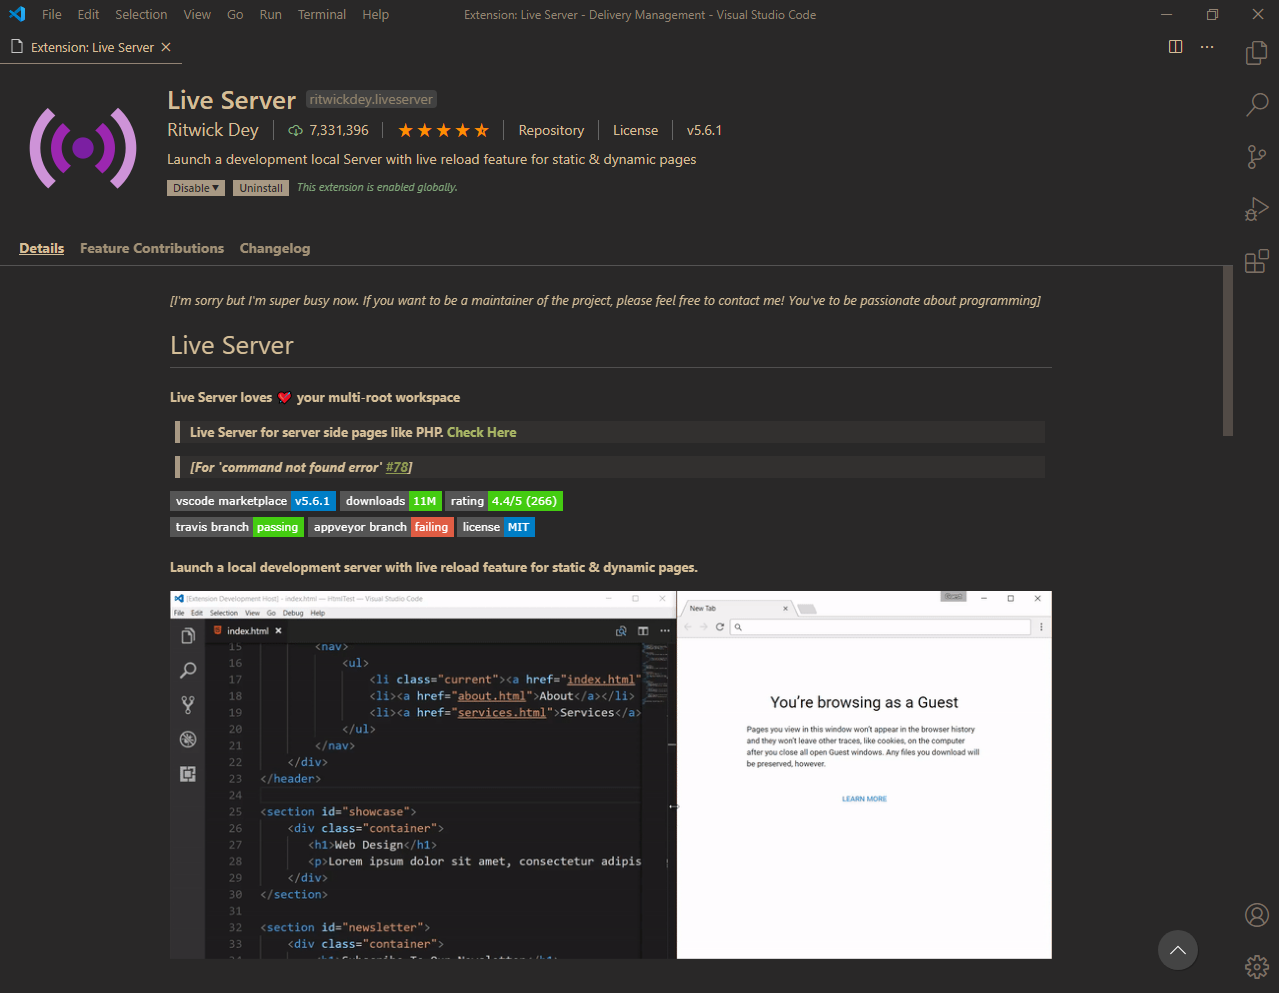 File Edit Selection View Go Run Terminal Help Extension: Live Server - Delivery Management - Visual Studio Code
Extension: Live Server
Live Server ritwickdey.liveserver
Ritwick Dey 7,331,396 Repository License v5.6.1
Launch a development local Server with live reload feature for static & dynamic pages
Disable Uninstall This extension is enabled globally.
Details Feature Contributions Changelog
[I'm sorry but I'm super busy now. If you want to be a maintainer of the project, please feel free to contact me! You've to be passionate about programming]
Live Server
Live Server loves your multi-root workspace
Live Server for server side pages like PHP. Check Here
[For 'command not found error' #78]
vscode marketplace v5.6.1 downloads 11M rating 4.4/5 (266)
travis branch passing appveyor branch failing license MIT
Launch a local development server with live reload feature for static & dynamic pages.
[Extension Development Host] - index.html — HtmlTest — Visual Studio Code
File Edit Selection View Go Debug Help
index.html
15 <nav>
16 <ul>
17 <li class="current"><a href="index.html"
18 <li><a href="about.html">About</a></li>
19 <li><a href="services.html">Services</a>
20 </ul>
21 </nav>
22 </div>
23 </header>
24
25 <section id="showcase">
26 <div class="container">
27 <h1>Web Design</h1>
28 <p>Lorem ipsum dolor sit amet, consectetur adipis
29 </div>
30 </section>
31
32 <section id="newsletter">
33 <div class="container">
34 <h1>Subscribe To Our Newsletter</h1>
New Tab
Guest
You're browsing as a Guest
Pages you view in this window won't appear in the browser history
and they won't leave other traces, like cookies, on the computer
after you close all open Guest windows. Any files you download will
be preserved, however.
LEARN MORE